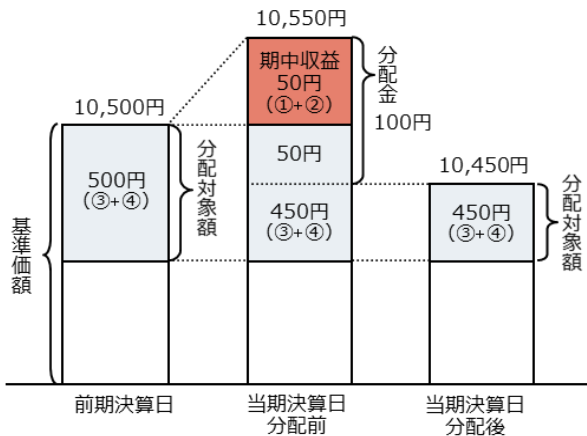 10,550円
期中収益
50円
(①+②)
分配金
100円
10,500円
50円
10,450円
500円
(③+④)
分配対象額
450円
(③+④)
450円
(③+④)
分配対象額
基準価額
前期決算日
当期決算日
分配前
当期決算日
分配後